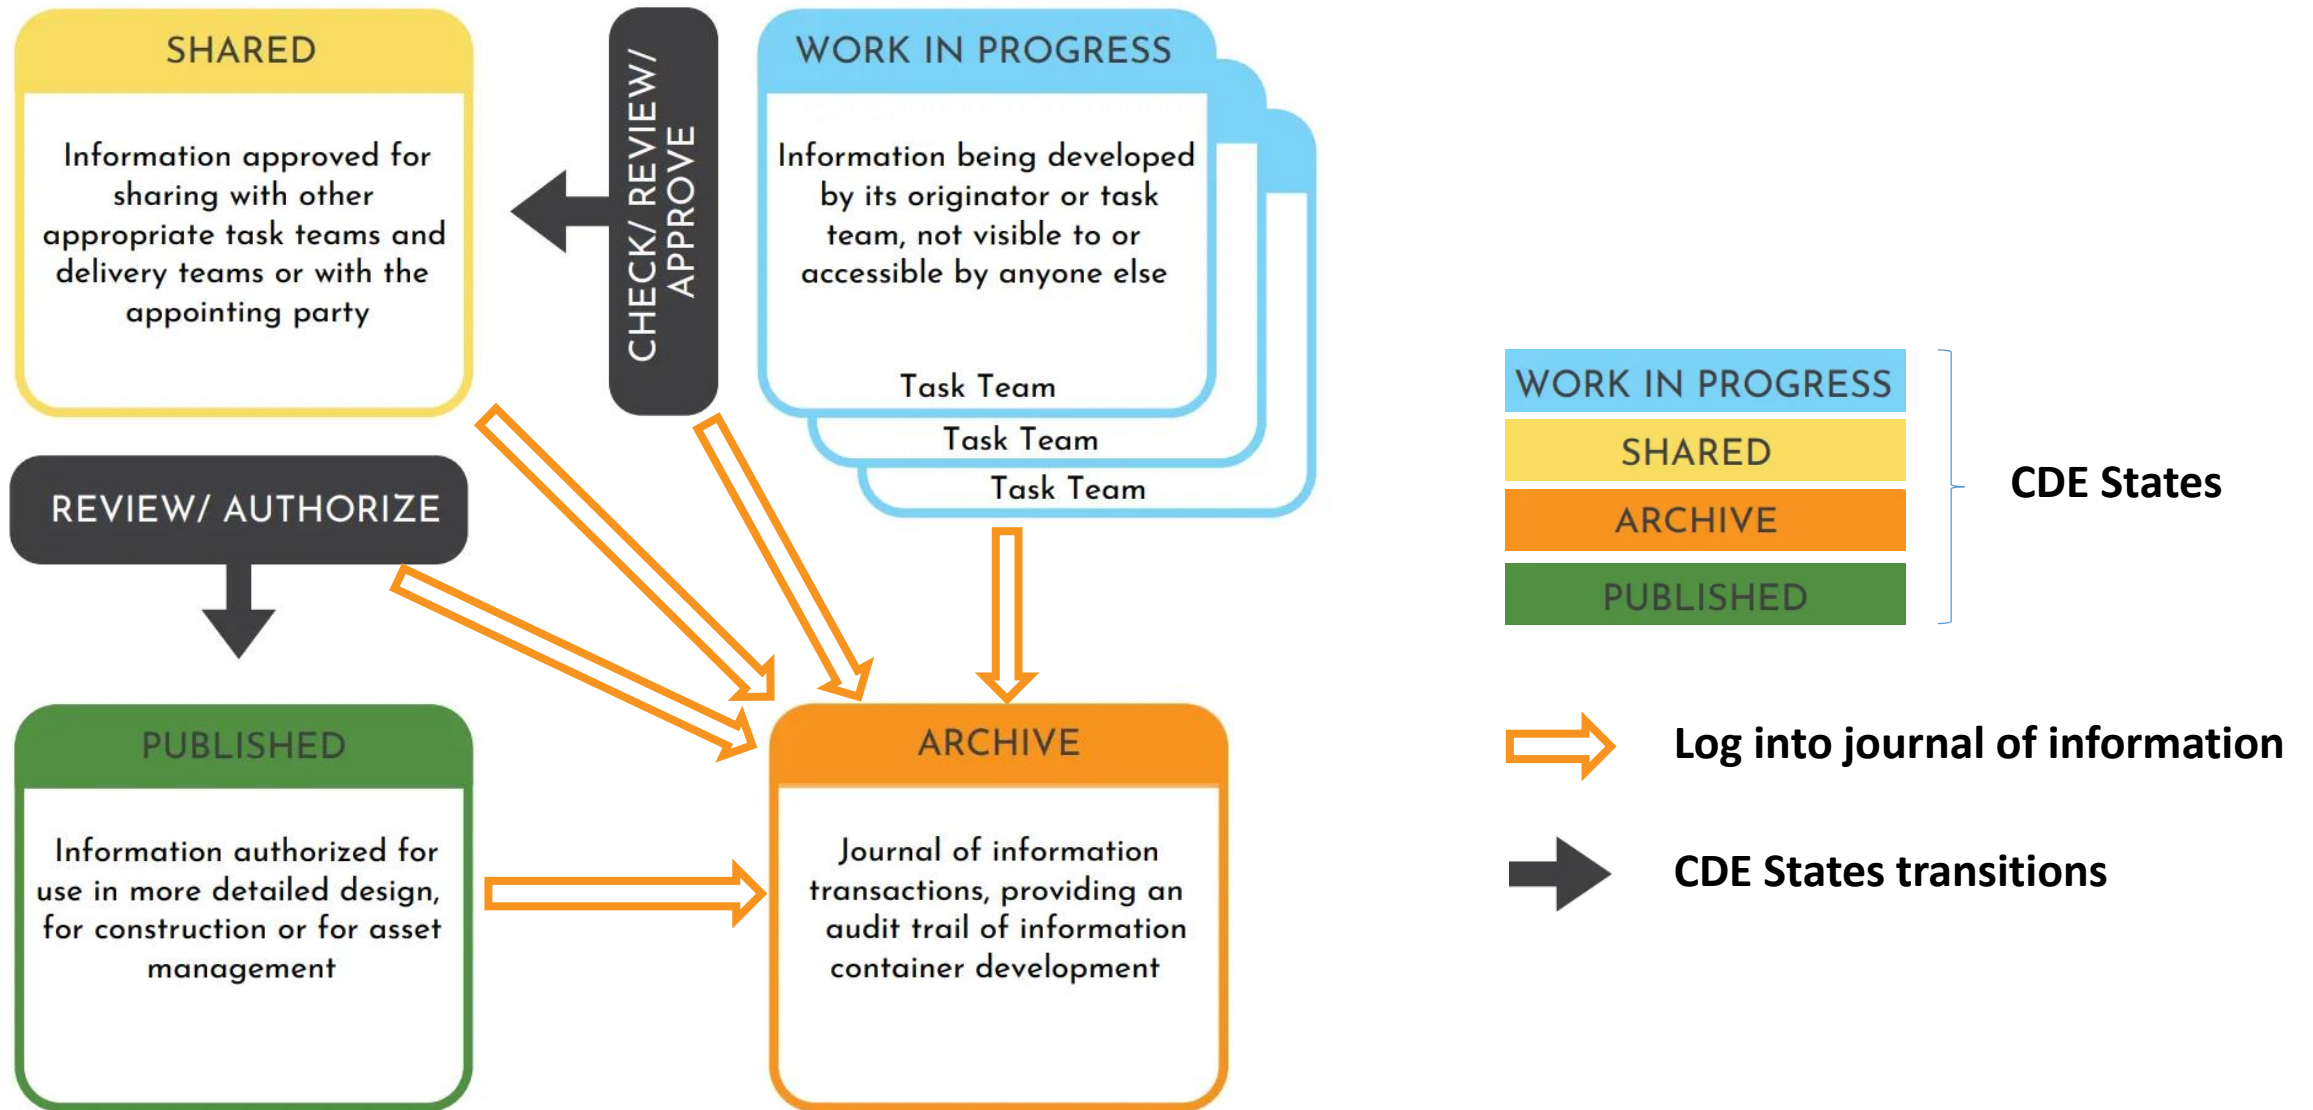 SHARED
Information approved for
sharing with other
appropriate task teams and
delivery teams or with the
appointing party
CHECK/ REVIEW/
APPROVE
WORK IN PROGRESS
Information being developed
by its originator or task
team, not visible to or
accessible by anyone else
Task Team
Task Team
Task Team
REVIEW/ AUTHORIZE
PUBLISHED
Information authorized for
use in more detailed design,
for construction or for asset
management
ARCHIVE
Journal of information
transactions, providing an
audit trail of information
container development
WORK IN PROGRESS
SHARED
ARCHIVE
PUBLISHED
CDE States
Log into journal of information
CDE States transitions